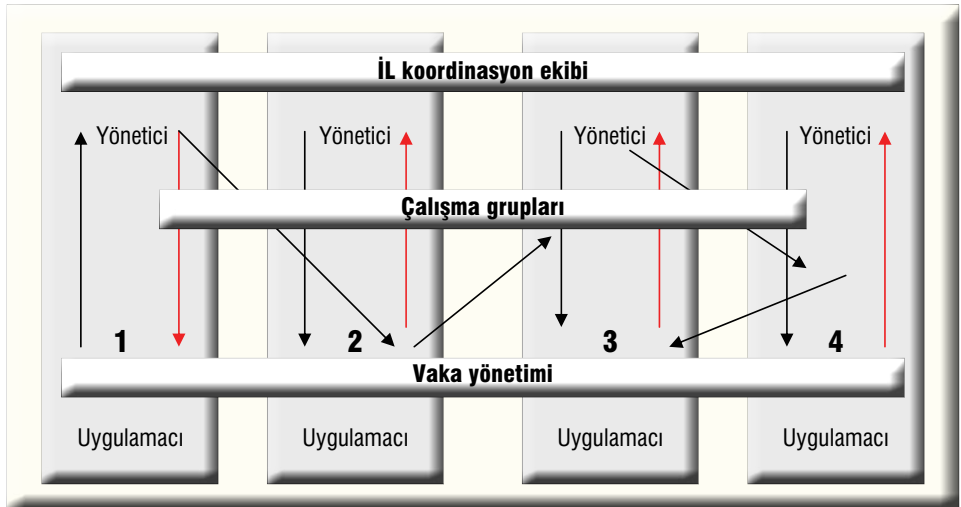 İL koordinasyon ekibi
Yönetici Yönetici Yönetici Yönetici
Çalışma grupları
1 2 3 4
Vaka yönetimi
Uygulamacı Uygulamacı Uygulamacı Uygulamacı